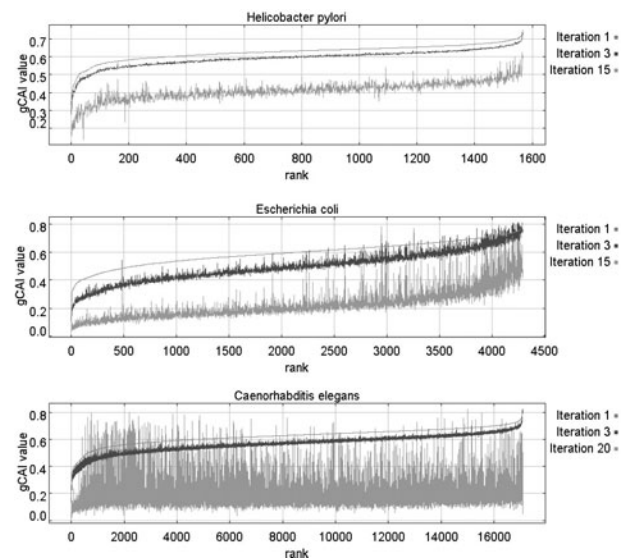 Helicobacter pylori
0.7
0.6
0.5
0.4
0.3
0.2
gCAI value
0 200 400 600 800 1000 1200 1400 1600
rank
Iteration 1
Iteration 3
Iteration 15
Escherichia coli
0.8
0.6
0.4
0.2
0.0
gCAI value
0 500 1000 1500 2000 2500 3000 3500 4000 4500
rank
Iteration 1
Iteration 3
Iteration 15
Caenorhabditis elegans
0.8
0.6
0.4
0.2
0.0
gCAI value
0 2000 4000 6000 8000 10000 12000 14000 16000
rank
Iteration 1
Iteration 3
Iteration 20